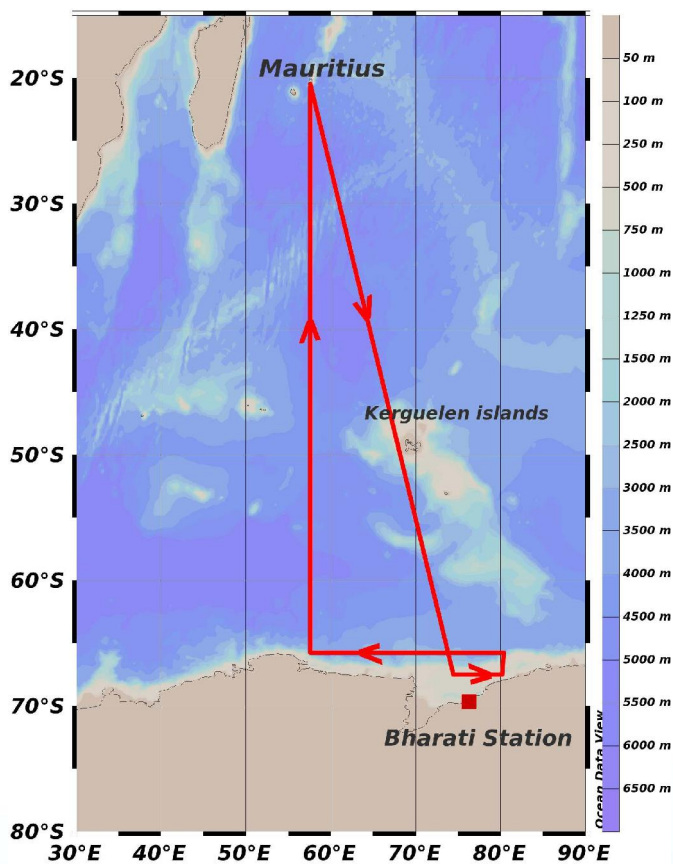 Mauritius
Kerguelen islands
Bharati Station
20°S
30°S
40°S
50°S
60°S
70°S
80°S
30°E
40°E
50°E
60°E
70°E
80°E
90°E
50 m
100 m
250 m
500 m
750 m
1000 m
1250 m
1500 m
2000 m
2500 m
3000 m
3500 m
4000 m
4500 m
5000 m
5500 m
6000 m
6500 m
Ocean Data View